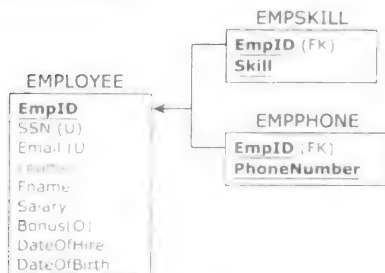 EMPSKILL
EmpID (FK)
Skill
EMPLOYEE
EmpID
SSN (U)
Email (U
Fname
Salary
Bonus(O)
DateOfHire
DateOfBirth
EMPPHONE
EmpID (FK)
PhoneNumber